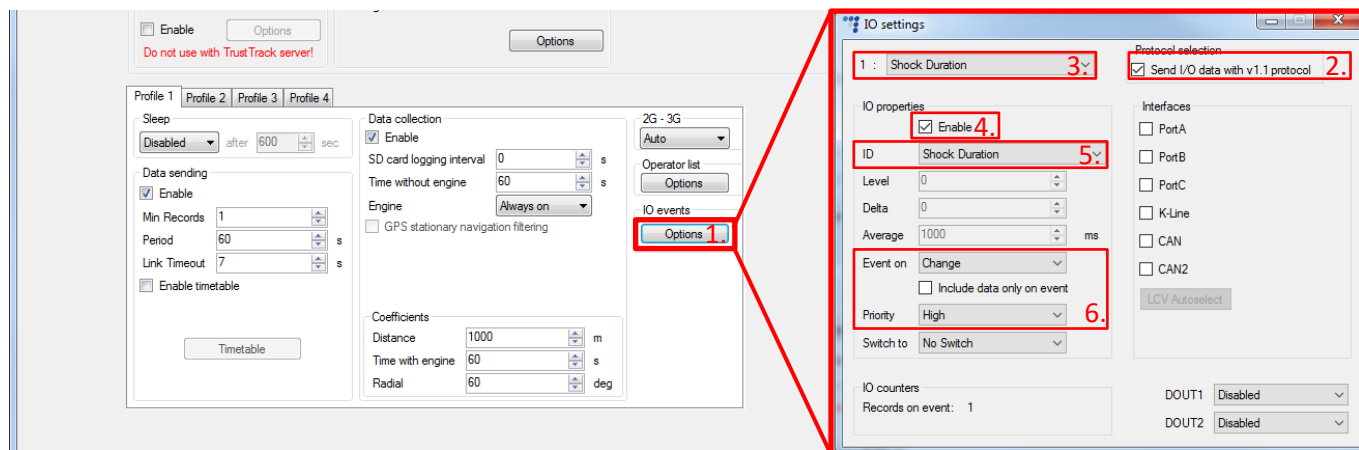 Enable
Options
Do not use with TrustTrack server!
Options
Profile 1
Profile 2
Profile 3
Profile 4
Sleep
Disabled
after
600
sec
Data sending
Enable
Min Records
1
Period
60
s
Link Timeout
7
s
Enable timetable
Timetable
Data collection
Enable
SD card logging interval
0
s
Time without engine
60
s
Engine
Always on
GPS stationary navigation filtering
Coefficients
Distance
1000
m
Time with engine
60
s
Radial
60
deg
2G - 3G
Auto
Operator list
Options
IO events
Options
1.
IO settings
1 :
Shock Duration
3.
Protocol selection
Send I/O data with v1.1 protocol
2.
IO properties
Enable
4.
ID
Shock Duration
5.
Level
0
Delta
0
Average
1000
ms
Event on
Change
Include data only on event
Priority
High
6.
Switch to
No Switch
Interfaces
PortA
PortB
PortC
K-Line
CAN
CAN2
LCV Autoselect
IO counters
Records on event: 1
DOUT1
Disabled
DOUT2
Disabled